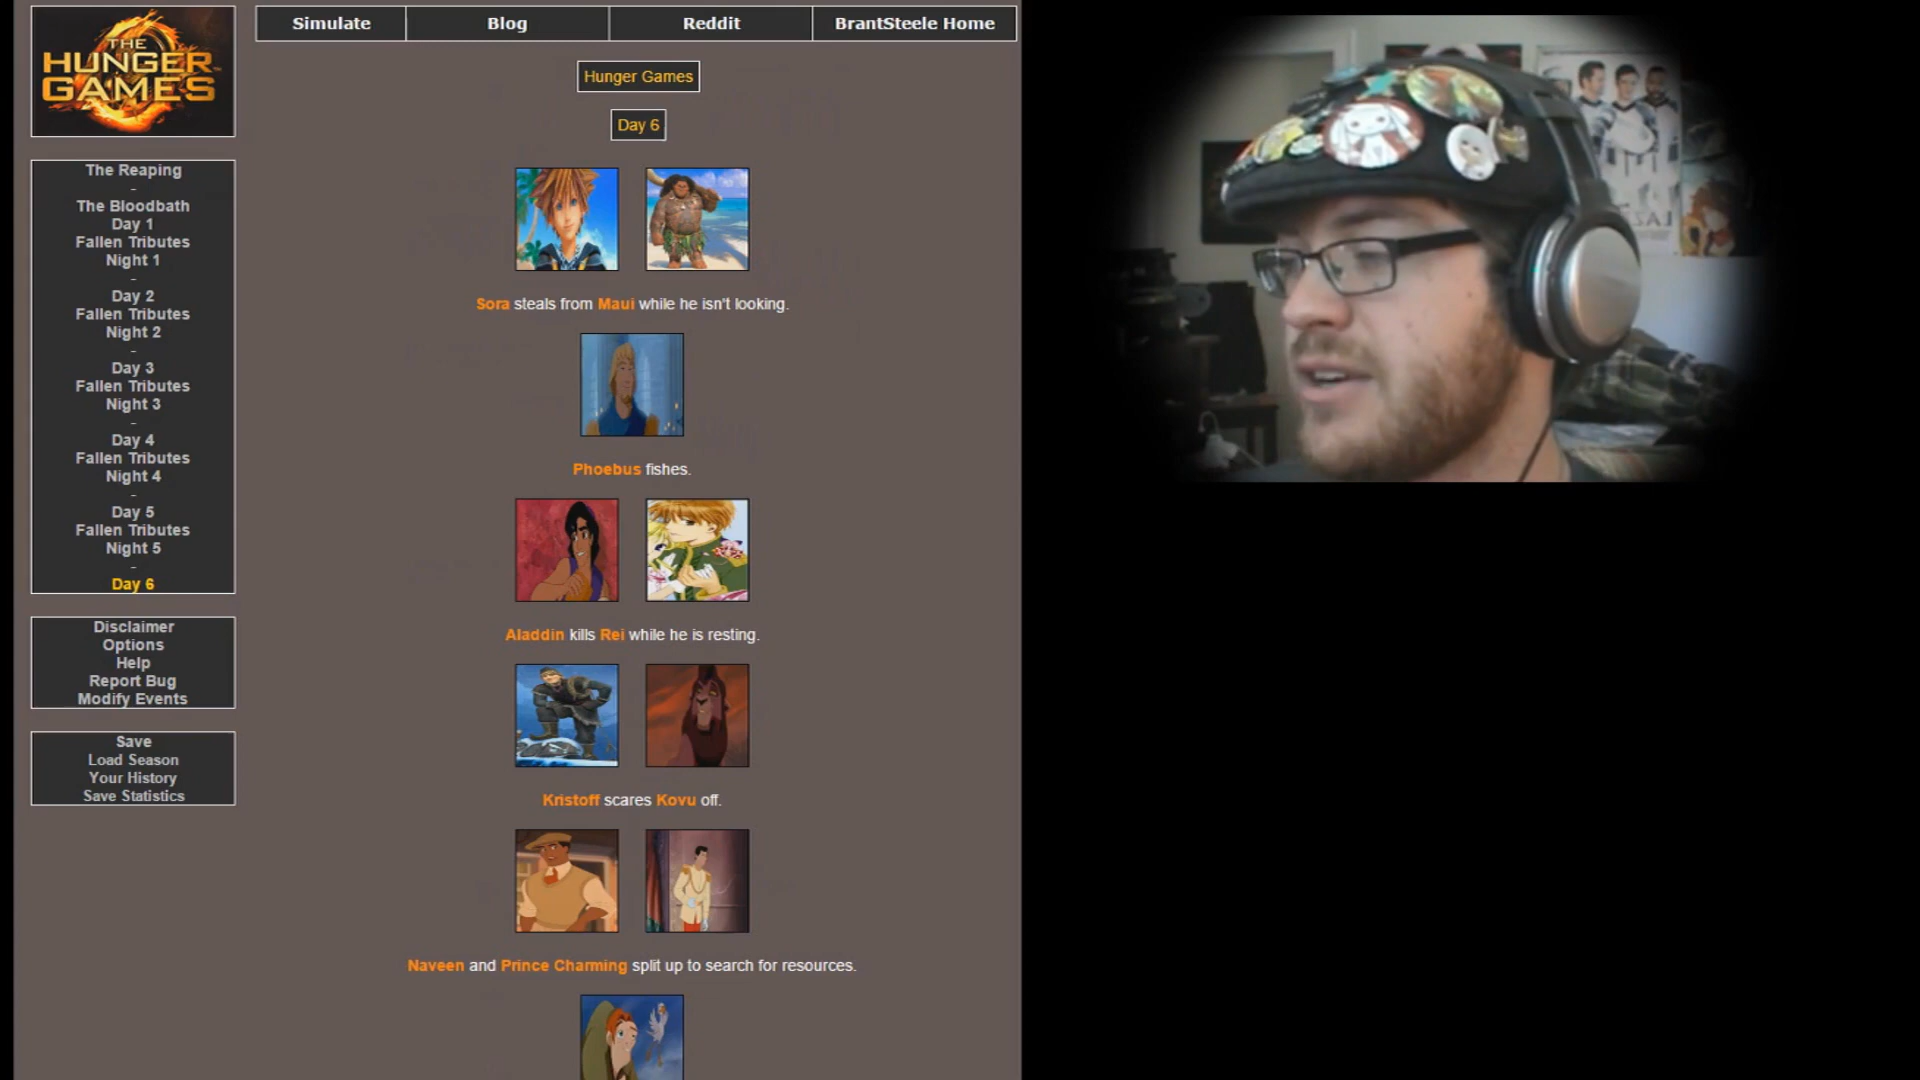 THE
HUNGER
GAMES
Simulate
Blog
Reddit
BrantSteele Home
Hunger Games
Day 6
The Reaping
-
The Bloodbath
Day 1
Fallen Tributes
Night 1
-
Day 2
Fallen Tributes
Night 2
-
Day 3
Fallen Tributes
Night 3
-
Day 4
Fallen Tributes
Night 4
-
Day 5
Fallen Tributes
Night 5
-
Day 6
Disclaimer
Options
Help
Report Bug
Modify Events
Save
Load Season
Your History
Save Statistics
Sora steals from Maui while he isn't looking.
Phoebus fishes.
Aladdin kills Rei while he is resting.
Kristoff scares Kovu off.
Naveen and Prince Charming split up to search for resources.